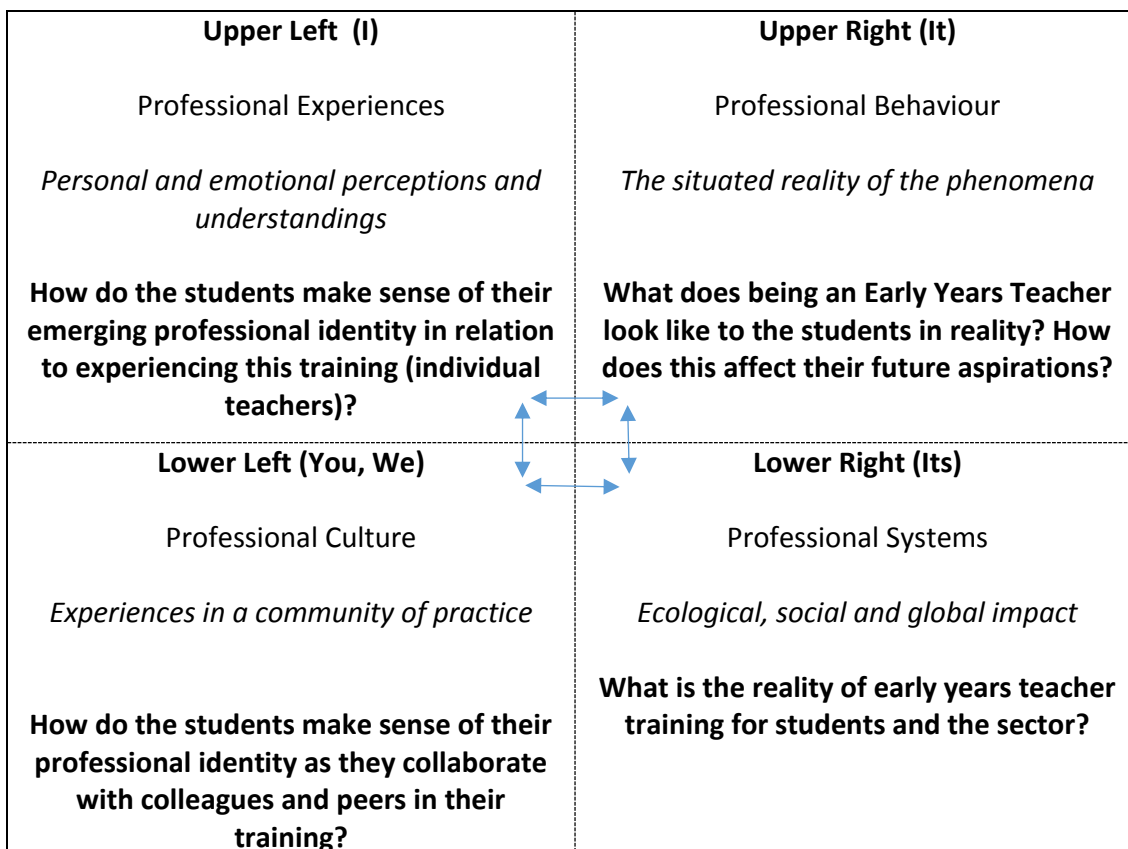 Upper Left (I)
Professional Experiences
Personal and emotional perceptions and
understandings
How do the students make sense of their
emerging professional identity in relation
to experiencing this training (individual
teachers)?
Upper Right (It)
Professional Behaviour
The situated reality of the phenomena
What does being an Early Years Teacher
look like to the students in reality? How
does this affect their future aspirations?
Lower Left (You, We)
Professional Culture
Experiences in a community of practice
How do the students make sense of their
professional identity as they collaborate
with colleagues and peers in their
training?
Lower Right (Its)
Professional Systems
Ecological, social and global impact
What is the reality of early years teacher
training for students and the sector?